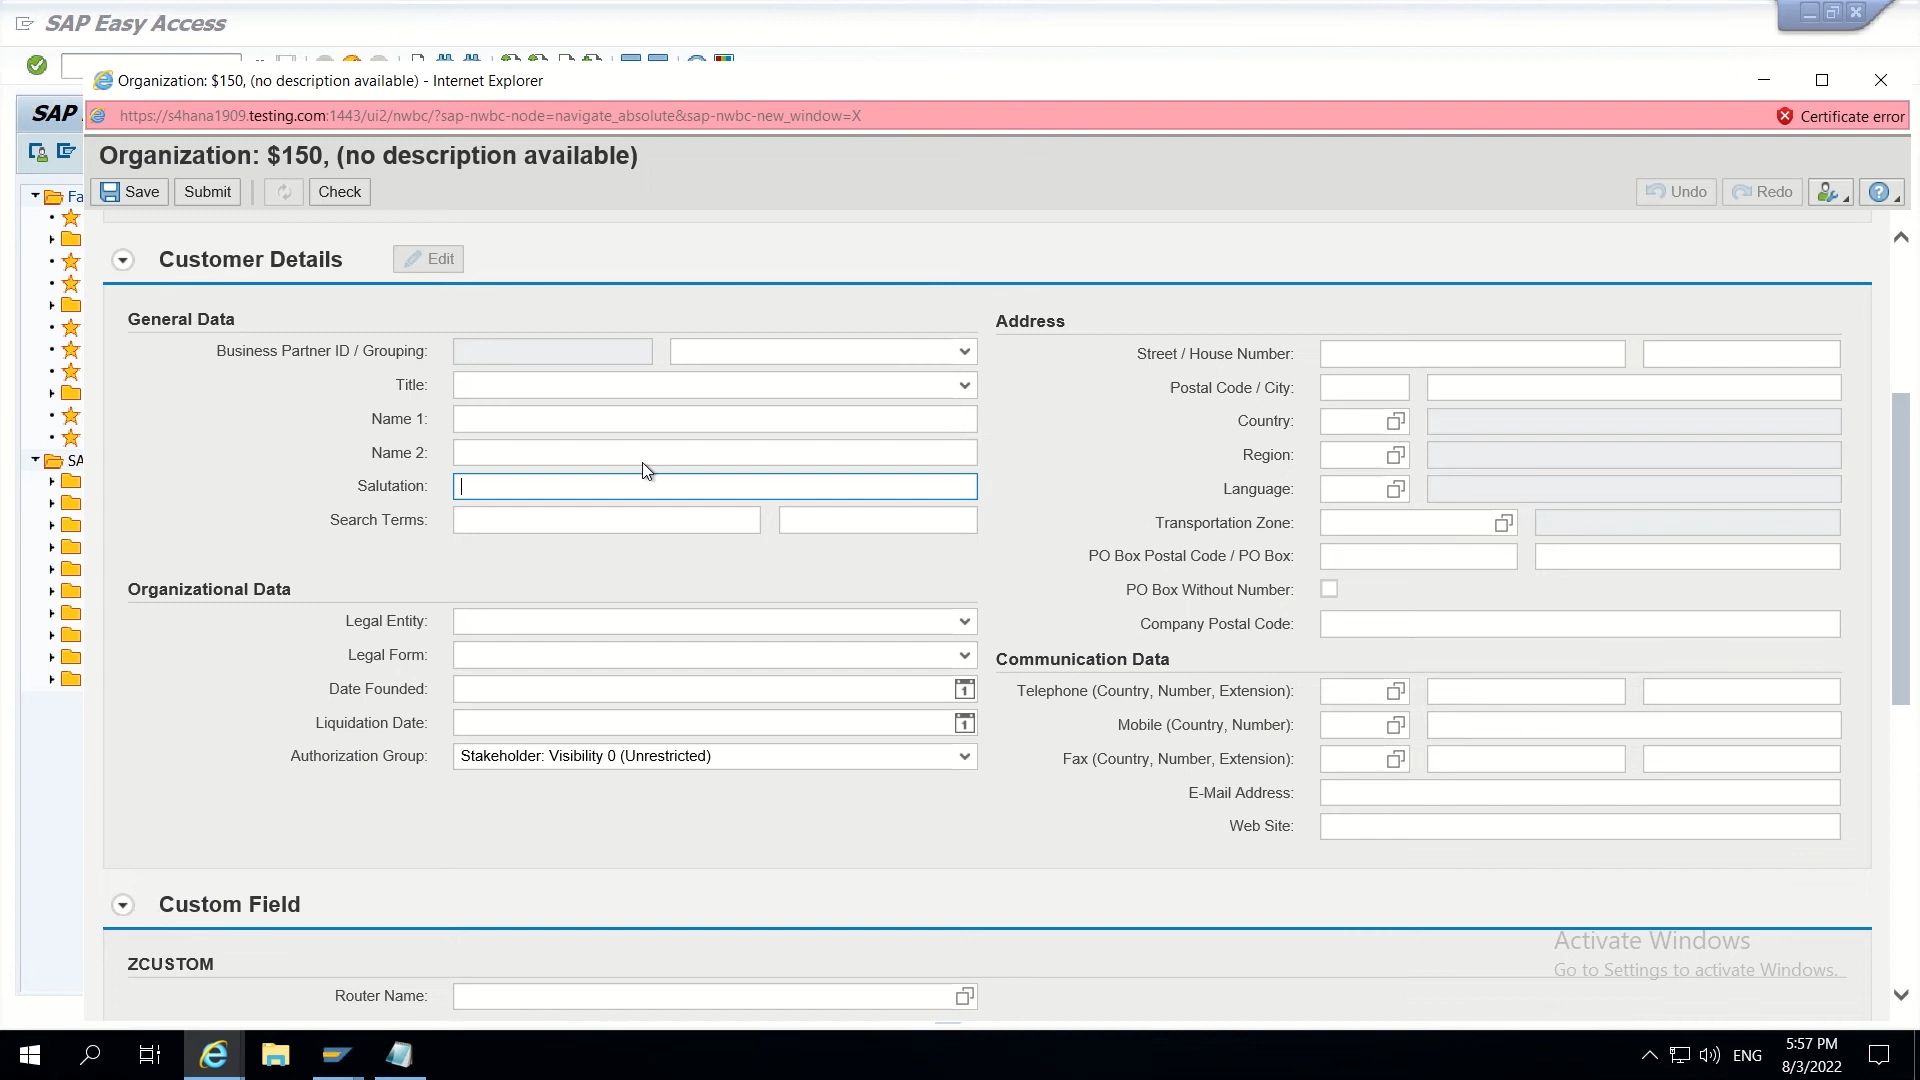 SAP Easy Access
Organization: $150, (no description available) - Internet Explorer
SAP
https://s4hana1909.testing.com:1443/ui2/nwbc/?sap-nwbc-node=navigate_absolute&sap-nwbc-new_window=X
Certificate error
Organization: $150, (no description available)
Save
Submit
Check
Undo
Redo
Fa
SA
Customer Details
Edit
General Data
Business Partner ID / Grouping:
Title:
Name 1:
Name 2:
Salutation:
Search Terms:
Organizational Data
Legal Entity:
Legal Form:
Date Founded:
1
Liquidation Date:
1
Authorization Group:
Stakeholder: Visibility 0 (Unrestricted)
Address
Street / House Number:
Postal Code / City:
Country:
Region:
Language:
Transportation Zone:
PO Box Postal Code / PO Box:
PO Box Without Number:
Company Postal Code:
Communication Data
Telephone (Country, Number, Extension):
Mobile (Country, Number):
Fax (Country, Number, Extension):
E-Mail Address:
Web Site:
Custom Field
ZCUSTOM
Router Name:
Activate Windows
Go to Settings to activate Windows.
ENG
5:57 PM
8/3/2022